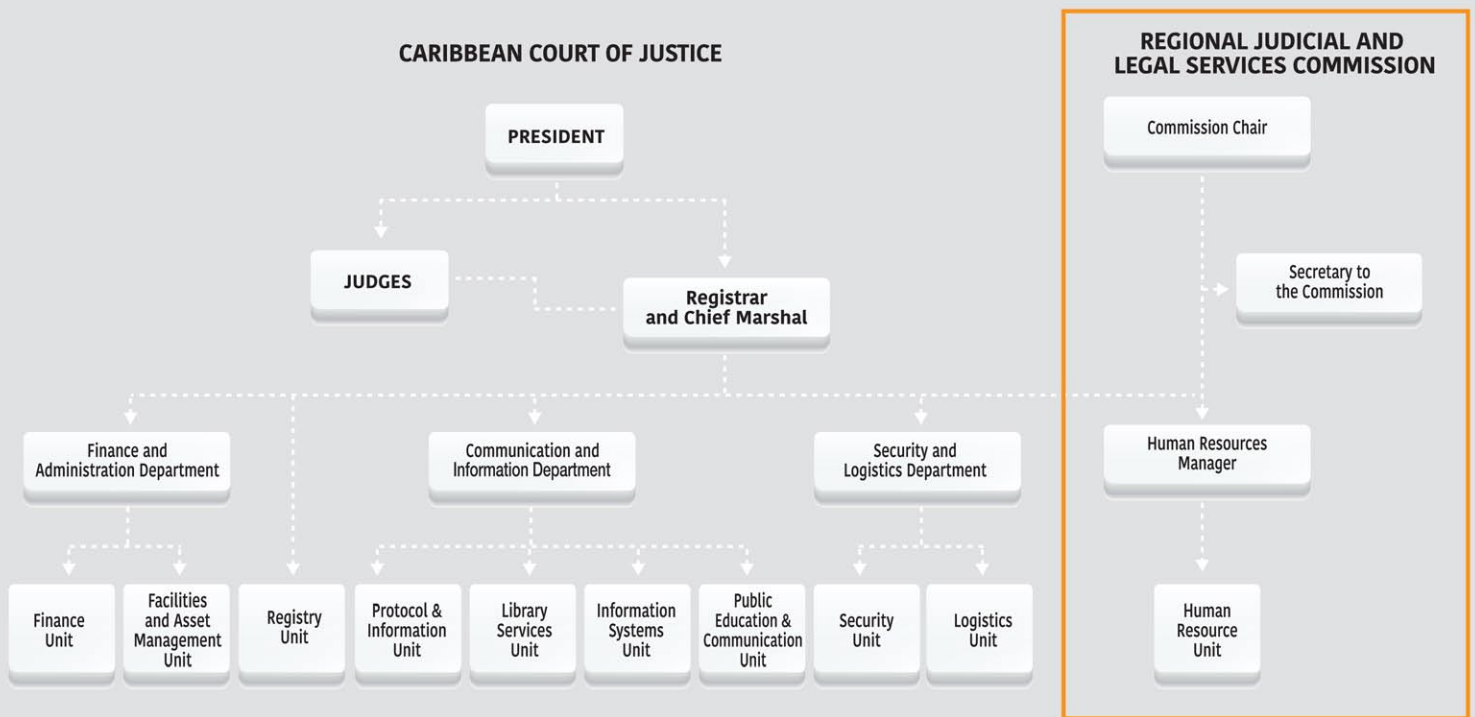 CARIBBEAN COURT OF JUSTICE
REGIONAL JUDICIAL AND
LEGAL SERVICES COMMISSION
PRESIDENT
Commission Chair
JUDGES
Registrar
and Chief Marshal
Secretary to
the Commission
Finance and
Administration Department
Communication and
Information Department
Security and
Logistics Department
Human Resources
Manager
Finance
Unit
Facilities
and Asset
Management
Unit
Registry
Unit
Protocol &
Information
Unit
Library
Services
Unit
Information
Systems
Unit
Public
Education &
Communication
Unit
Security
Unit
Logistics
Unit
Human
Resource
Unit